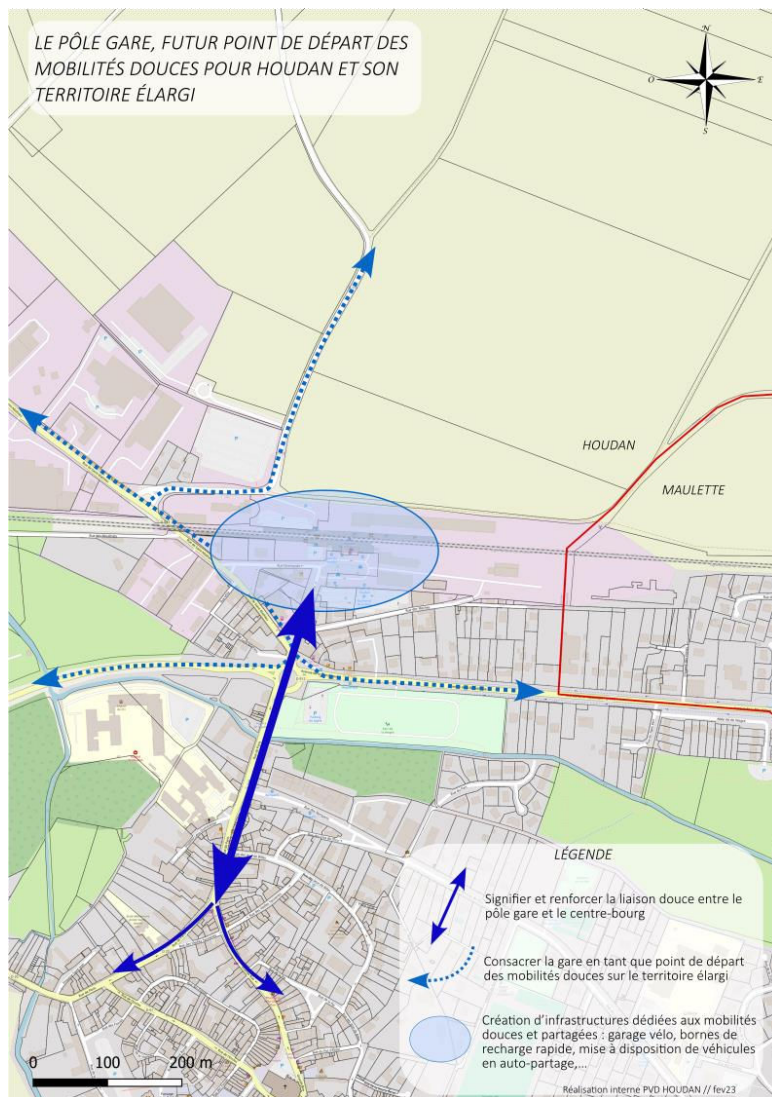 LE PÔLE GARE, FUTUR POINT DE DÉPART DES
MOBILITÉS DOUCES POUR HOUDAN ET SON
TERRITOIRE ÉLARGI
N
O
E
S
HOUDAN
MAULETTE
LÉGENDE
Signifier et renforcer la liaison douce entre le
pôle gare et le centre-bourg
Consacrer la gare en tant que point de départ
des mobilités douces sur le territoire élargi
Création d'infrastructures dédiées aux mobilités
douces et partagées : garage vélo, bornes de
recharge rapide, mise à disposition de véhicules
en auto-partage,...
0 100 200 m
Réalisation interne PVD HOUDAN // fev23